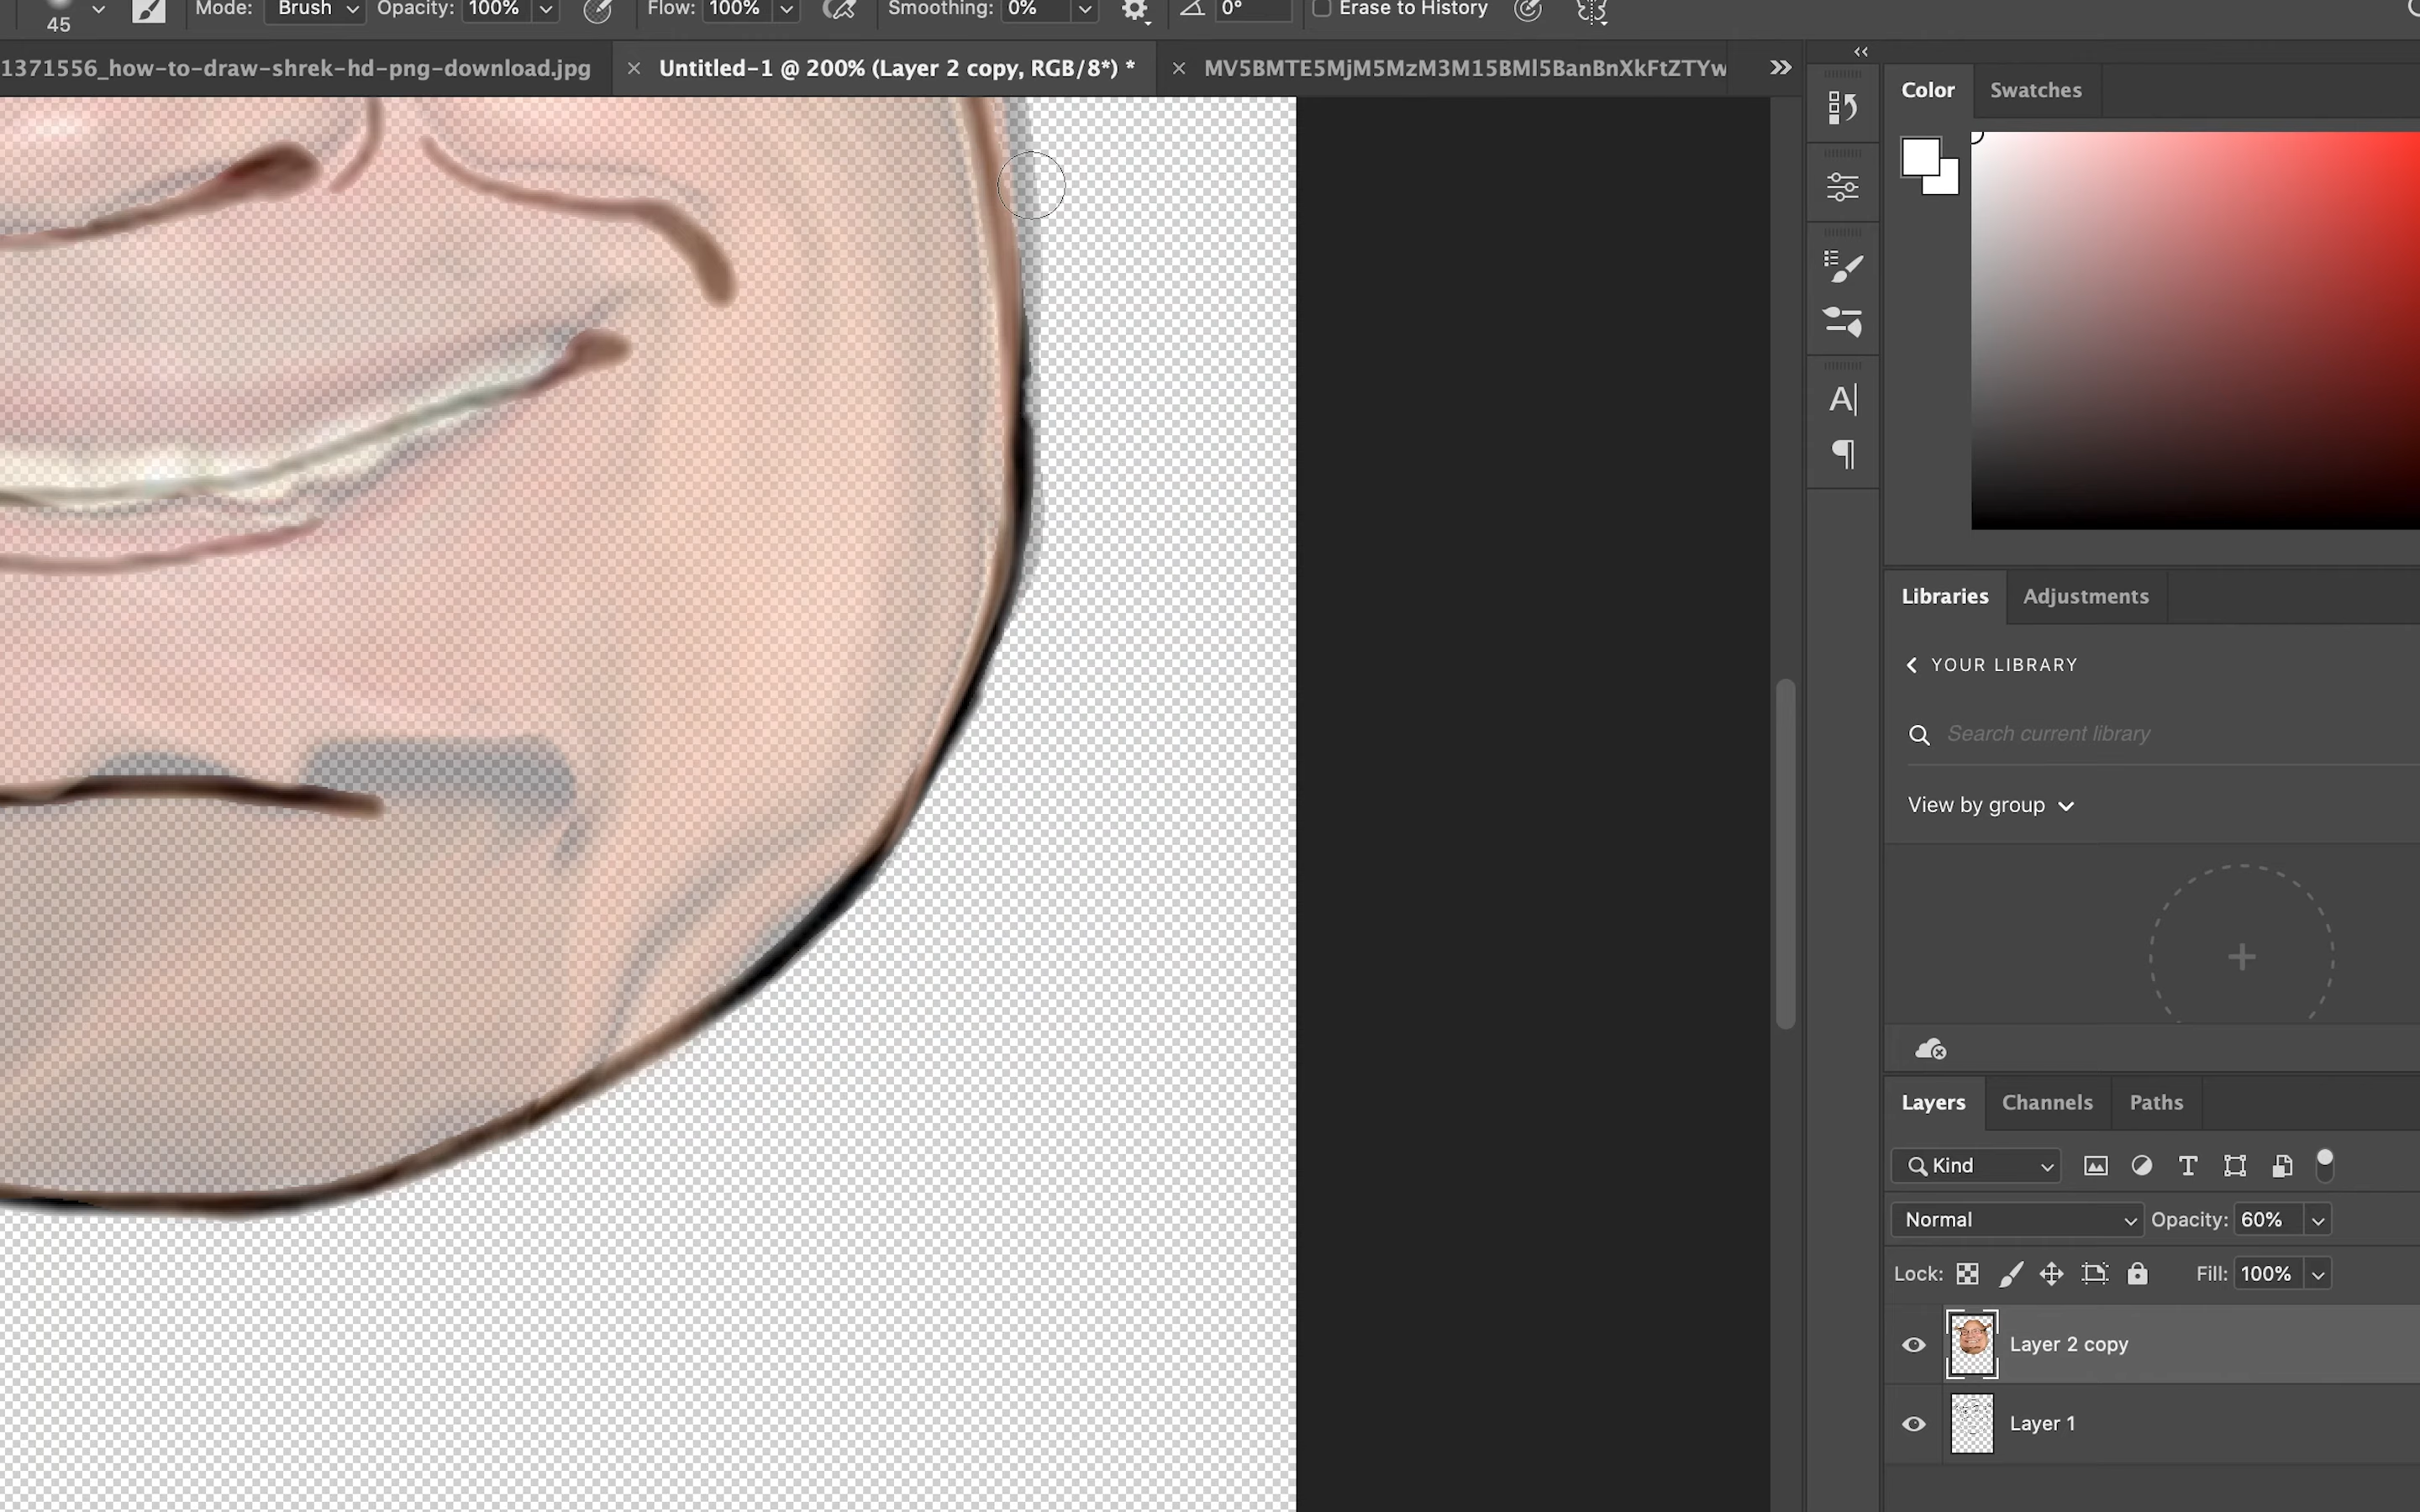 45 Mode: Brush Opacity: 100% Flow: 100% Smoothing: 0% 0° Erase to History
1371556_how-to-draw-shrek-hd-png-download.jpg × Untitled-1 @ 200% (Layer 2 copy, RGB/8*) * × MV5BMTE5MjM5MzM3M15BMl5BanBnXkFtZTYw
Color Swatches
A
Libraries Adjustments
YOUR LIBRARY
Search current library
View by group
Layers Channels Paths
Kind
Normal Opacity: 60%
Lock: Fill: 100%
Layer 2 copy
Layer 1